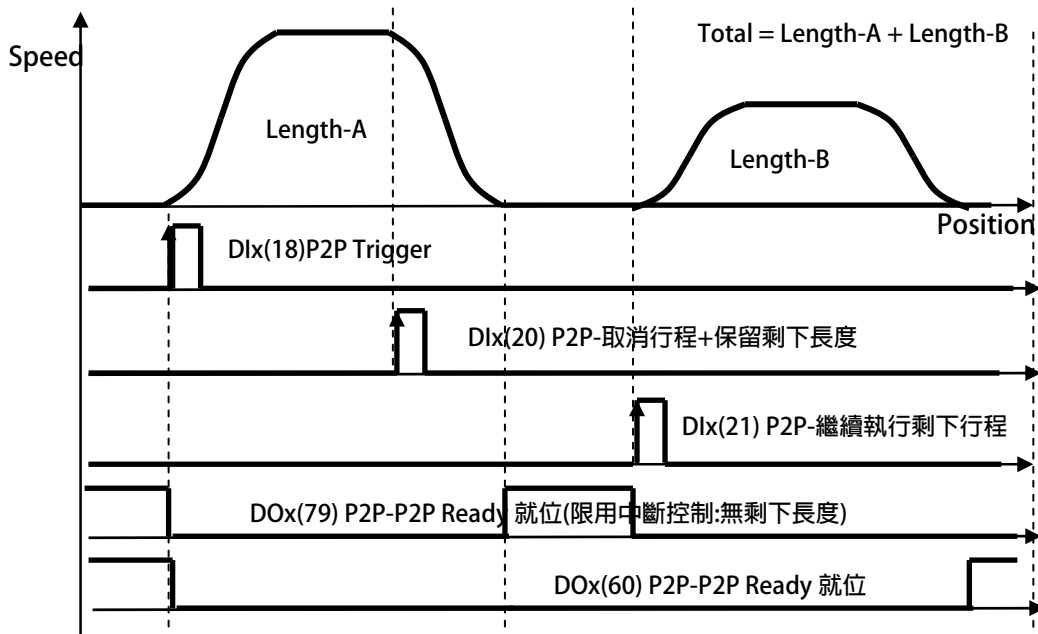 Total = Length-A + Length-B
Speed
Length-A
Length-B
Position
DIx(18)P2P Trigger
DIx(20) P2P-取消行程+保留剩下長度
DIx(21) P2P-繼續執行剩下行程
DOx(79) P2P-P2P Ready 就位(限用中斷控制:無剩下長度)
DOx(60) P2P-P2P Ready 就位